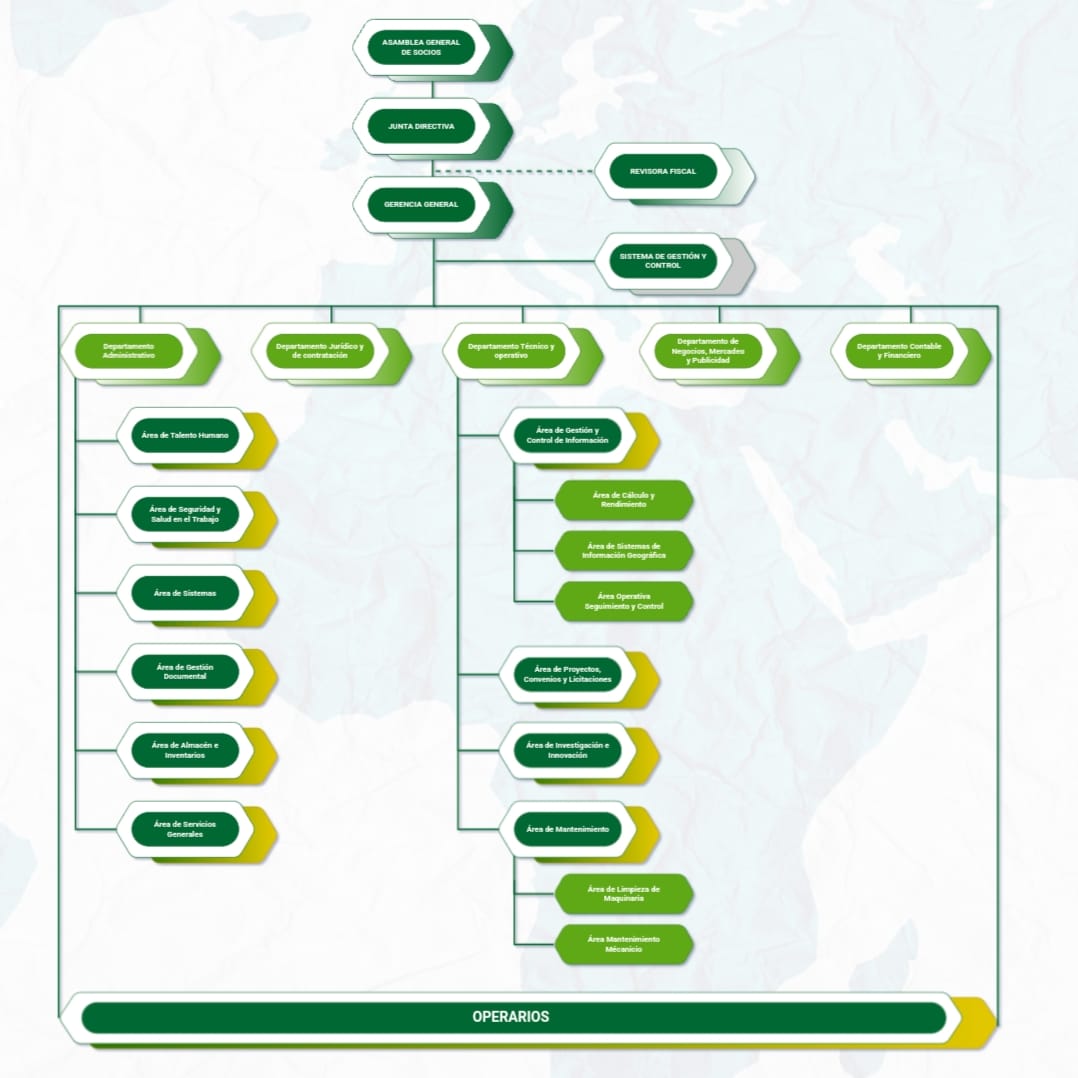 ASAMBLEA GENERAL
DE SOCIOS
JUNTA DIRECTIVA
REVISORA FISCAL
GERENCIA GENERAL
SISTEMA DE GESTIÓN Y
CONTROL
Departamento
Administrativo
Departamento Jurídico y
de contratación
Departamento Técnico y
operativo
Departamento de
Negocios, Mercadeo
y Publicidad
Departamento Contable
y Financiero
Área de Talento Humano
Área de Seguridad y
Salud en el Trabajo
Área de Sistemas
Área de Gestión
Documental
Área de Almacén e
Inventarios
Área de Servicios
Generales
Área de Gestión y
Control de Información
Área de Cálculo y
Rendimiento
Área de Sistemas de
Información Geográfica
Área Operativa
Seguimiento y Control
Área de Proyectos,
Convenios y Licitaciones
Área de Investigación e
Innovación
Área de Mantenimiento
Área de Limpieza de
Maquinaria
Área Mantenimiento
Mécanicio
OPERARIOS